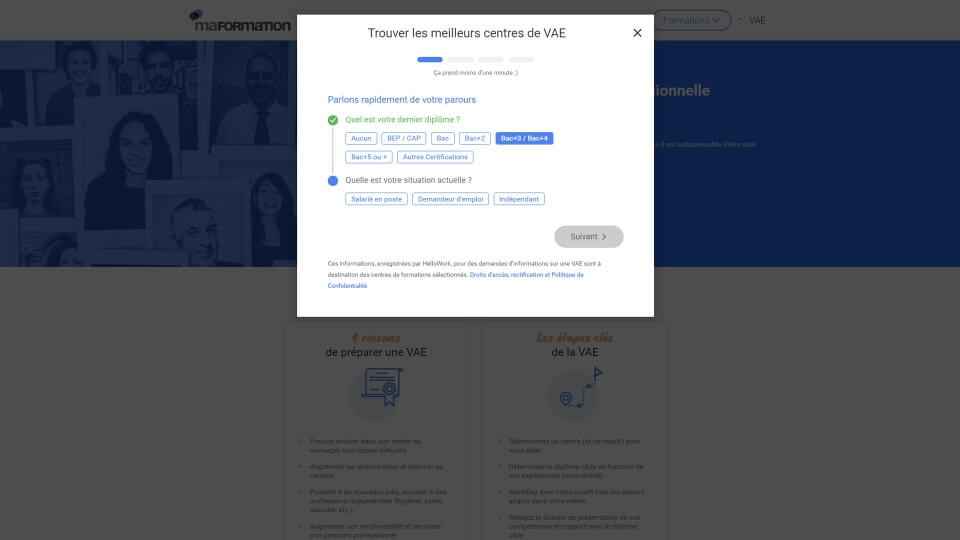 maFORMATION
Formations
VAE
Trouver les meilleurs centres de VAE
Ça prend moins d'une minute :)
Parlons rapidement de votre parours
Quel est votre dernier diplôme ?
Aucun
BEP / CAP
Bac
Bac+2
Bac+3 / Bac+4
Bac+5 ou +
Autres Certifications
Quelle est votre situation actuelle ?
Salarié en poste
Demandeur d'emploi
Indépendant
Suivant
Ces informations, enregistrées par HelloWork, pour des demandes d'informations sur une VAE sont à
destination des centres de formations sélectionnés. Droits d'accès, rectification et Politique de
Confidentialité
ionnelle
il est indispensable d'être aidé
4 raisons
de préparer une VAE
Pouvoir évoluer dans son métier ou
envisager une reprise d'études
Augmenter sa rémunération et relancer sa
carrière
Postuler à de nouveaux jobs, accéder à des
professions réglementées (hygiène, santé,
sécurité, etc.)
Augmenter son employabilité et sécuriser
son parcours professionnel
Les étapes clés
de la VAE
Sélectionnez un centre (et un coach) pour
vous aider
Déterminez le diplôme cible en fonction de
vos expériences (recevabilité)
Identifiez avec votre coach tous les savoirs
acquis dans votre métier
Rédigez le dossier de présentation de vos
compétences en rapport avec le diplôme
cible